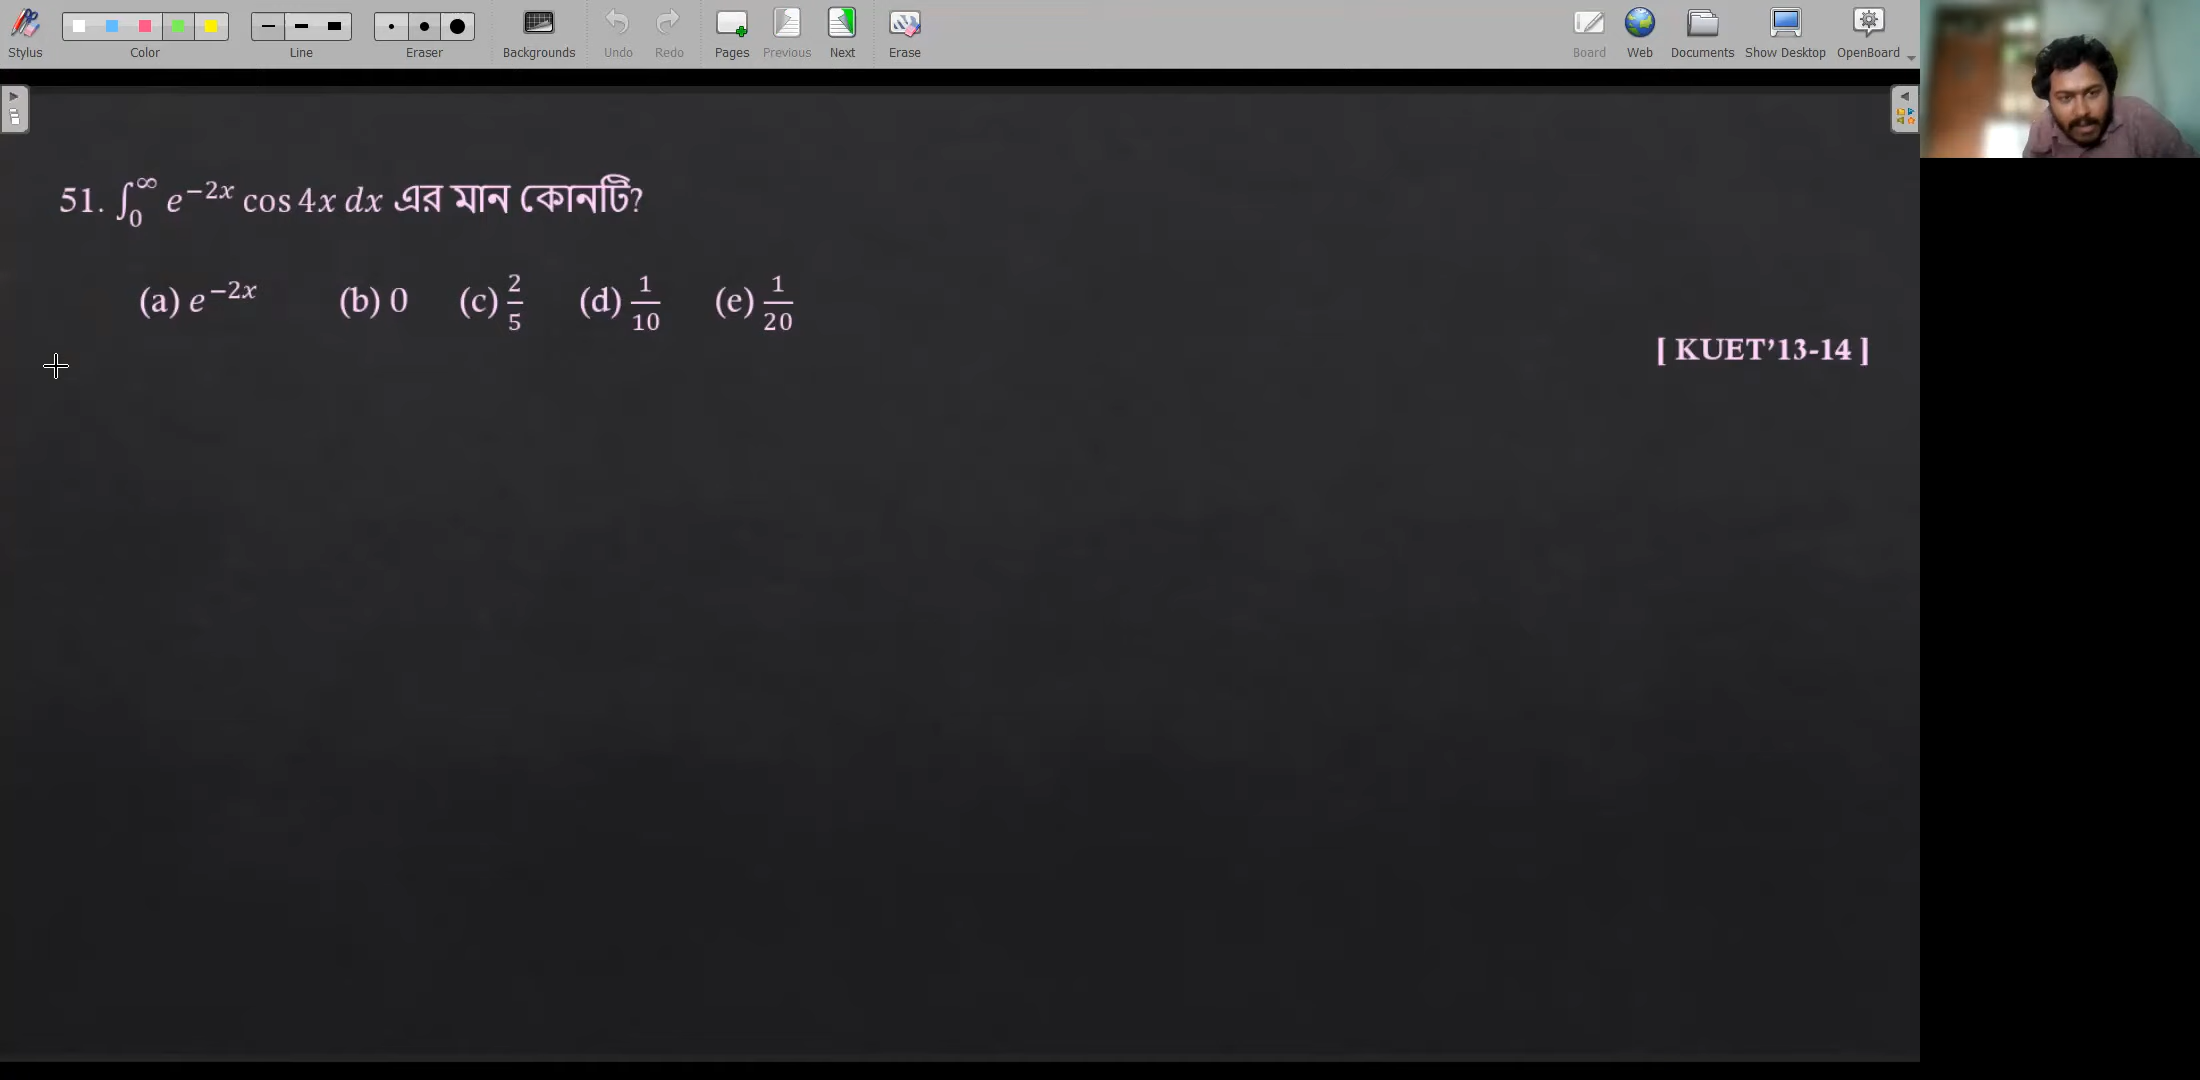 Stylus Color Line Eraser Backgrounds Undo Redo Pages Previous Next Erase Board Web Documents Show Desktop OpenBoard
51. ∫₀^∞ e^{−2x} cos 4x dx এর মান কোনটি?
(a) e^{−2x} (b) 0 (c) 2/5 (d) 1/10 (e) 1/20
[ KUET’13-14 ]